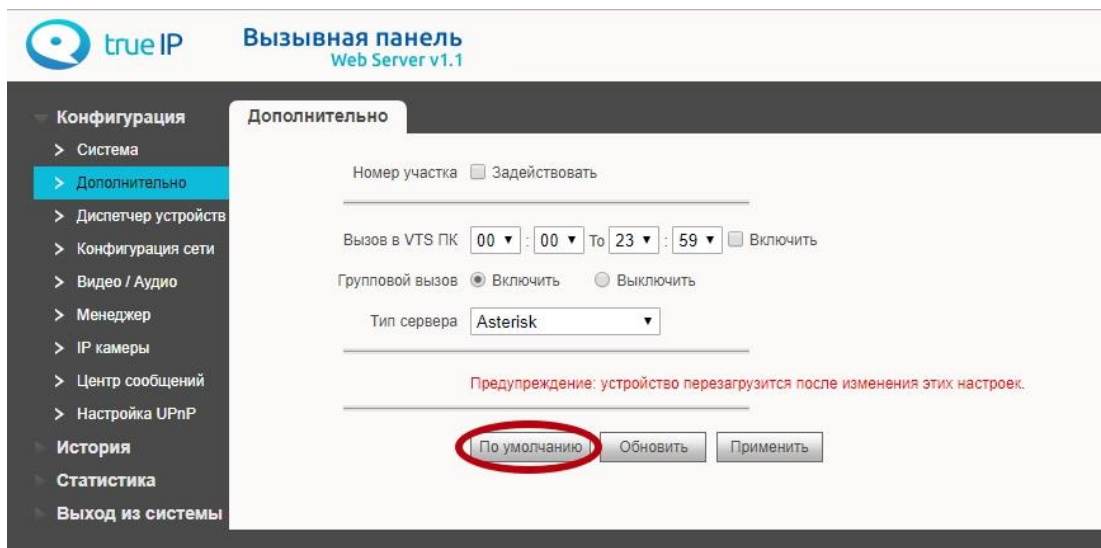 true IP
Вызывная панель
Web Server v1.1
Конфигурация
> Система
> Дополнительно
> Диспетчер устройств
> Конфигурация сети
> Видео / Аудио
> Менеджер
> IP камеры
> Центр сообщений
> Настройка UPnP
История
Статистика
Выход из системы
Дополнительно
Номер участка Задействовать
Вызов в VTS ПК 00 : 00 To 23 : 59 Включить
Групповой вызов Включить Выключить
Тип сервера Asterisk
Предупреждение: устройство перезагрузится после изменения этих настроек.
По умолчанию Обновить Применить